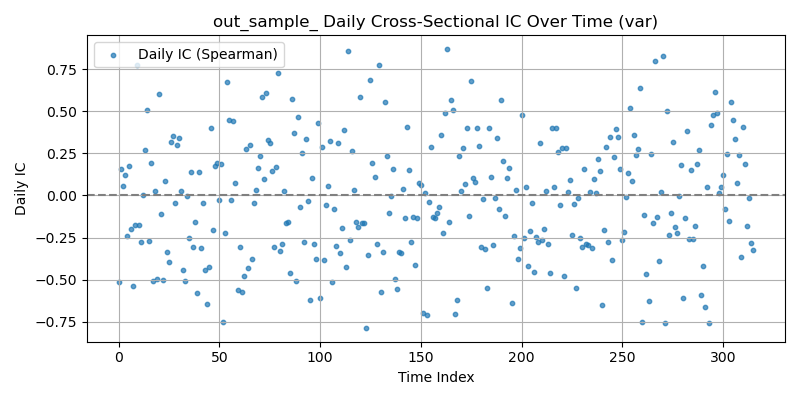 out_sample_ Daily Cross-Sectional IC Over Time (var)
Daily IC (Spearman)
Daily IC
0.75
0.50
0.25
0.00
−0.25
−0.50
−0.75
0 50 100 150 200 250 300
Time Index